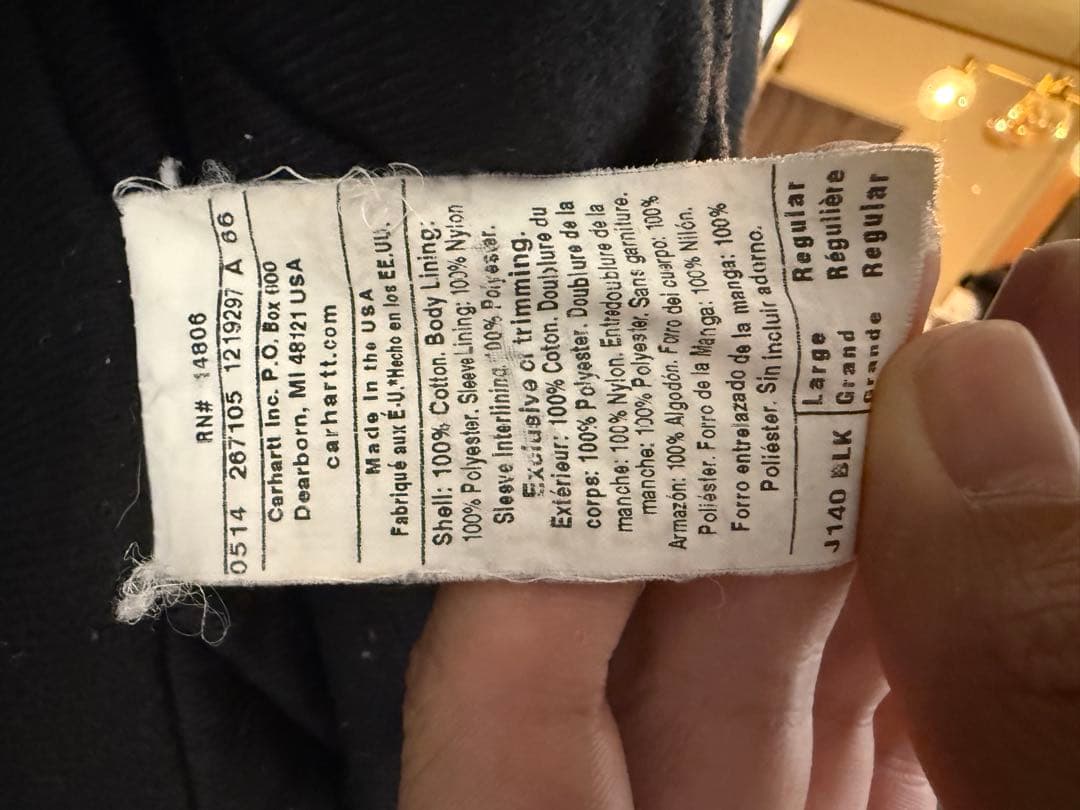 RN# 14806
0514 267105 1219297 A 66
Carhartt Inc. P.O. Box 600
Dearborn, MI 48121 USA
carhartt.com
Made In the USA
Fabriqué aux É-U.*Hecho en los EE.UU.
Shell: 100% Cotton. Body Lining:
100% Polyester. Sleeve Lining: 100% Nylon
Sleeve Interlining. 100% Polyester.
Exclusive of trimming.
Extérieur: 100% Coton. Doublure du
corps: 100% Polyester. Doublure de la
manche: 100% Nylon. Entredoublure de la
manche: 100% Polyester. Sans garniture.
Armazón: 100% Algodon. Forro del cuerpo: 100%
Poliéster. Forro de la Manga: 100% Nilón.
Forro entrelazado de la manga: 100%
Poliéster. Sin incluir adorno.
J140 BLK Large Regular
Grand Régulière
Grande Regular